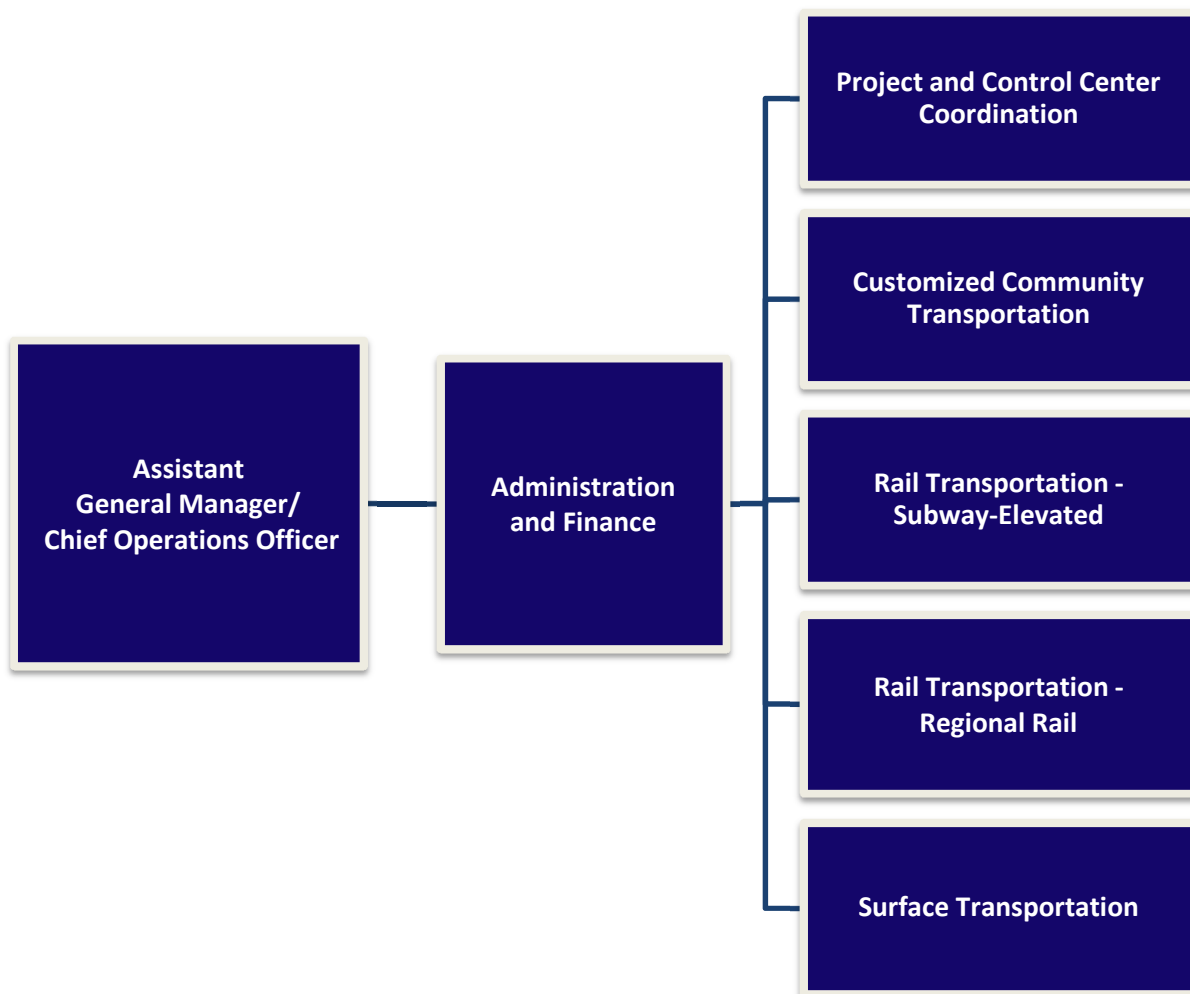 Assistant
General Manager/
Chief Operations Officer
Administration
and Finance
Project and Control Center
Coordination
Customized Community
Transportation
Rail Transportation -
Subway-Elevated
Rail Transportation -
Regional Rail
Surface Transportation